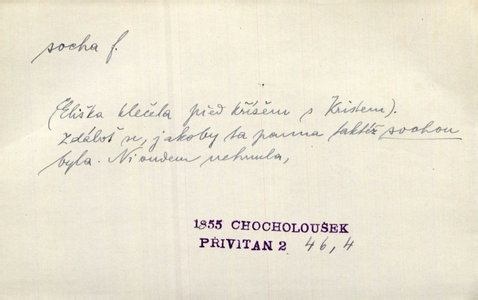 socha f.
(Eliška klečela před křížem s Kristem).
Zdálo se, jakoby ta panna taktéž sochou
byla. Ni oudem nehnula,
1855 CHOCHOLOUŠEK
PŘIVITAN 2 46,4